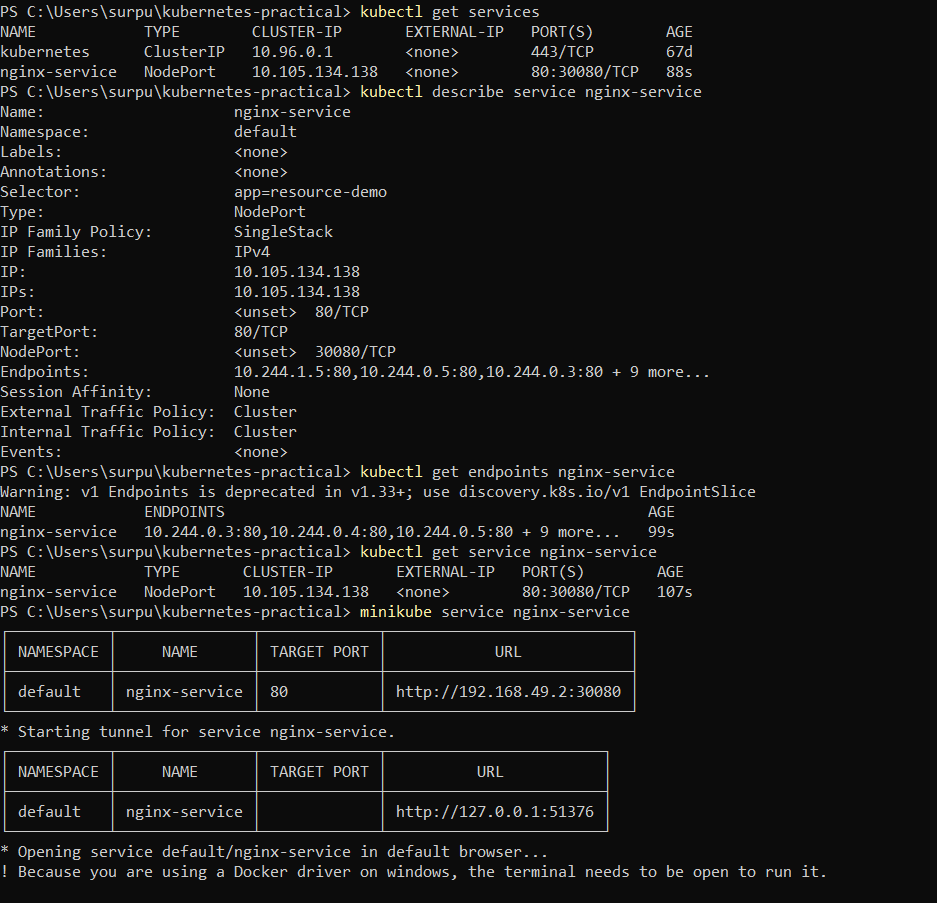 PS C:\Users\surpu\kubernetes-practical> kubectl get services
NAME            TYPE        CLUSTER-IP       EXTERNAL-IP   PORT(S)        AGE
kubernetes      ClusterIP   10.96.0.1        <none>        443/TCP        67d
nginx-service   NodePort    10.105.134.138   <none>        80:30080/TCP   88s
PS C:\Users\surpu\kubernetes-practical> kubectl describe service nginx-service
Name:                     nginx-service
Namespace:                default
Labels:                   <none>
Annotations:              <none>
Selector:                 app=resource-demo
Type:                     NodePort
IP Family Policy:         SingleStack
IP Families:              IPv4
IP:                       10.105.134.138
IPs:                      10.105.134.138
Port:                     <unset>  80/TCP
TargetPort:               80/TCP
NodePort:                 <unset>  30080/TCP
Endpoints:                10.244.1.5:80,10.244.0.5:80,10.244.0.3:80 + 9 more...
Session Affinity:         None
External Traffic Policy:  Cluster
Internal Traffic Policy:  Cluster
Events:                   <none>
PS C:\Users\surpu\kubernetes-practical> kubectl get endpoints nginx-service
Warning: v1 Endpoints is deprecated in v1.33+; use discovery.k8s.io/v1 EndpointSlice
NAME            ENDPOINTS                                               AGE
nginx-service   10.244.0.3:80,10.244.0.4:80,10.244.0.5:80 + 9 more...   99s
PS C:\Users\surpu\kubernetes-practical> kubectl get service nginx-service
NAME            TYPE       CLUSTER-IP       EXTERNAL-IP   PORT(S)        AGE
nginx-service   NodePort   10.105.134.138   <none>        80:30080/TCP   107s
PS C:\Users\surpu\kubernetes-practical> minikube service nginx-service
NAMESPACE NAME TARGET PORT URL
default nginx-service 80 http://192.168.49.2:30080
* Starting tunnel for service nginx-service.
NAMESPACE NAME TARGET PORT URL
default nginx-service http://127.0.0.1:51376
* Opening service default/nginx-service in default browser...
! Because you are using a Docker driver on windows, the terminal needs to be open to run it.